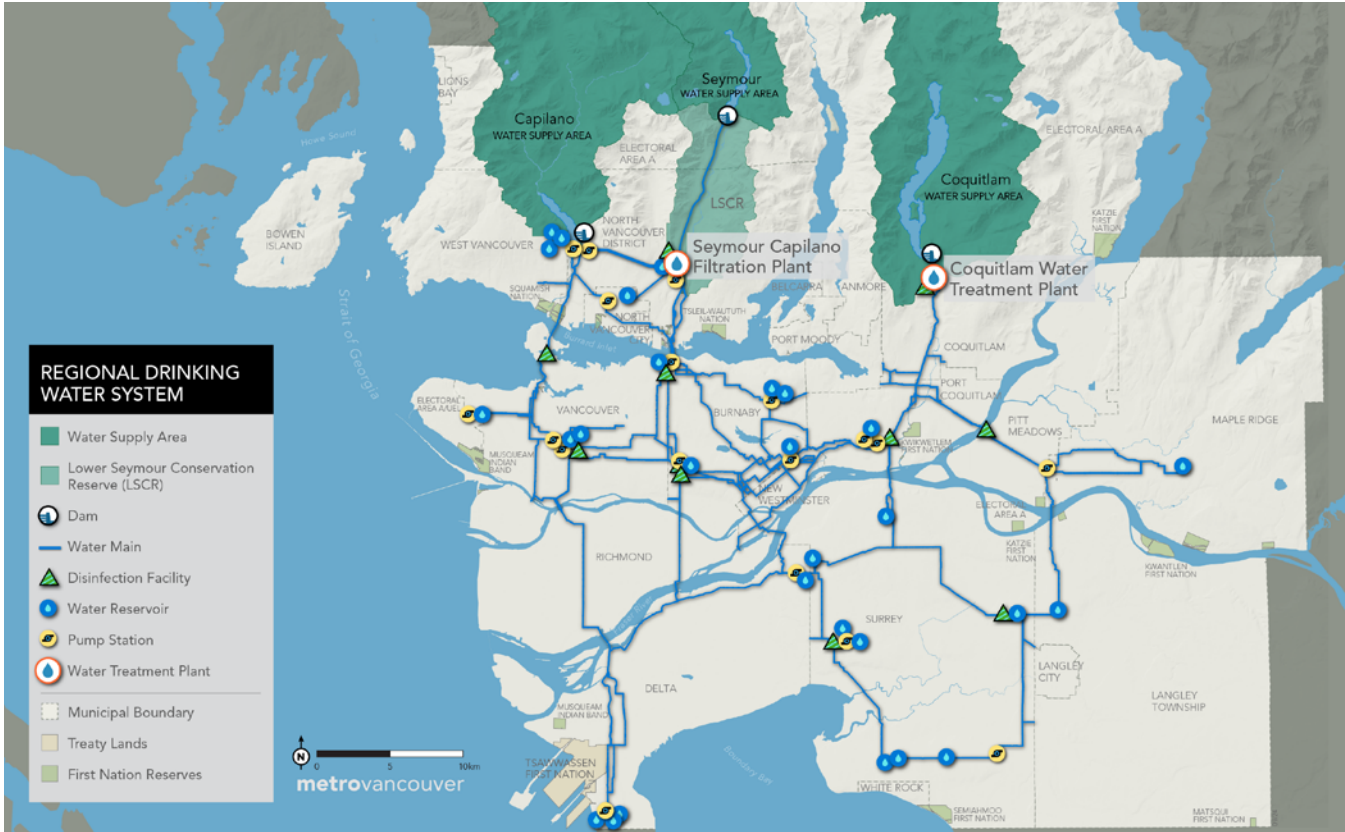 LIONS
BAY
Howe Sound
Capilano
WATER SUPPLY AREA
Seymour
WATER SUPPLY AREA
ELECTORAL
AREA A
LSCR
Coquitlam
WATER SUPPLY AREA
ELECTORAL AREA A
KATZIE
FIRST
NATION
BOWEN
ISLAND
WEST VANCOUVER
NORTH
VANCOUVER
DISTRICT
Seymour Capilano
Filtration Plant
BELCARRA
ANMORE
Coquitlam Water
Treatment Plant
SQUAMISH
NATION
NORTH
VANCOUVER
CITY
TSLEIL-WAUTUTH
NATION
Burrard Inlet
PORT MOODY
COQUITLAM
PORT
COQUITLAM
Strait of Georgia
ELECTORAL
AREA A/UEL
VANCOUVER
BURNABY
PITT
MEADOWS
MAPLE RIDGE
KWIKWETLEM
FIRST NATION
MUSQUEAM
INDIAN
BAND
NEW
WESTMINSTER
ELECTORAL
AREA A
KATZIE
FIRST
NATION
KWANTLEN
FIRST NATION
RICHMOND
SURREY
LANGLEY
CITY
LANGLEY
TOWNSHIP
DELTA
MUSQUEAM
INDIAN BAND
TSAWWASSEN
FIRST NATION
Boundary Bay
WHITE ROCK
SEMIAHMOO
FIRST NATION
MATSQUI
FIRST NATION
REGIONAL DRINKING
WATER SYSTEM
Water Supply Area
Lower Seymour Conservation
Reserve (LSCR)
Dam
Water Main
Disinfection Facility
Water Reservoir
Pump Station
Water Treatment Plant
Municipal Boundary
Treaty Lands
First Nation Reserves
N
0 5 10km
metrovancouver